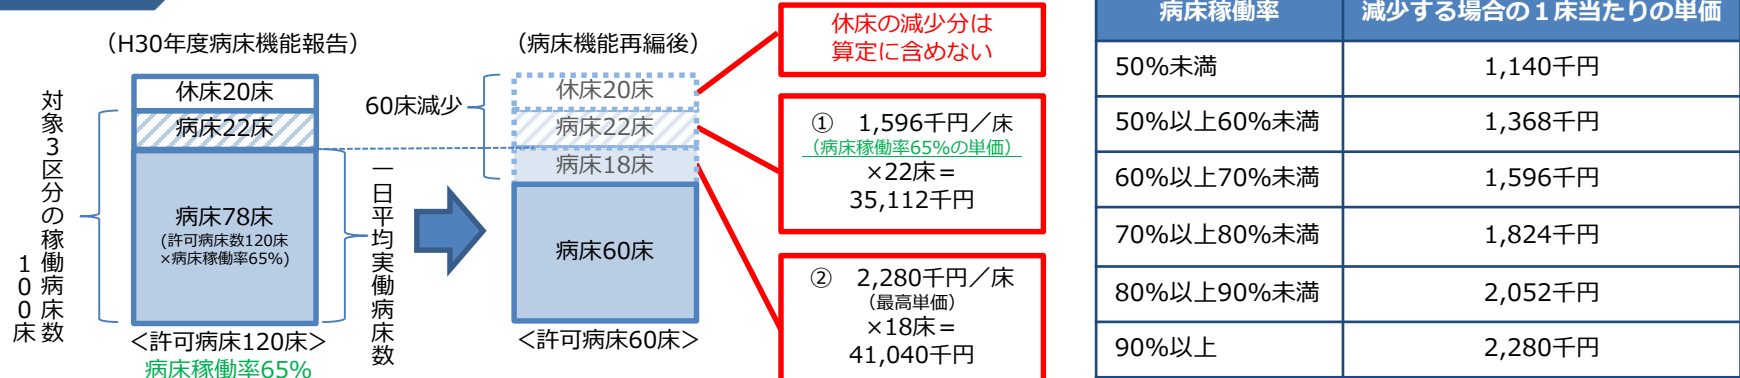 （H30年度病床機能報告）
休床20床
病床22床
病床78床
(許可病床数120床
×病床稼働率65%)
＜許可病床120床＞
病床稼働率65%
対象３区分の稼働病床数
１００床
一日平均実働病床数
（病床機能再編後）
60床減少
休床20床
病床22床
病床18床
病床60床
＜許可病床60床＞
休床の減少分は
算定に含めない
①　1,596千円／床
（病床稼働率65%の単価）
×22床＝
35,112千円
②　2,280千円／床
（最高単価）
×18床＝
41,040千円
病床稼働率　減少する場合の１床当たりの単価
50%未満　1,140千円
50%以上60%未満　1,368千円
60%以上70%未満　1,596千円
70%以上80%未満　1,824千円
80%以上90%未満　2,052千円
90%以上　2,280千円